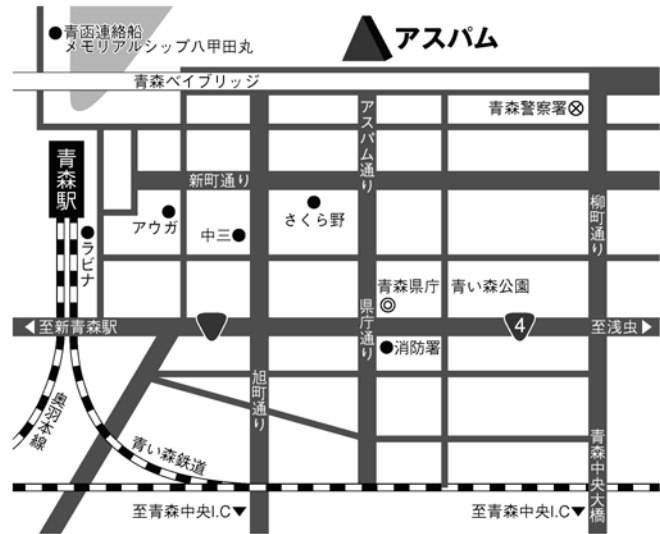 青函連絡船
メモリアルシップ八甲田丸
アスパム
青森ベイブリッジ
青森警察署
アスパム通り
青森駅
新町通り
柳町通り
アウガ
中三
さくら野
ラビナ
青森県庁
青い森公園
◀至新青森駅
県庁通り
4
至浅虫▶
消防署
旭町通り
奥羽本線
青い森鉄道
青森中央大橋
至青森中央I.C▼
至青森中央I.C▼